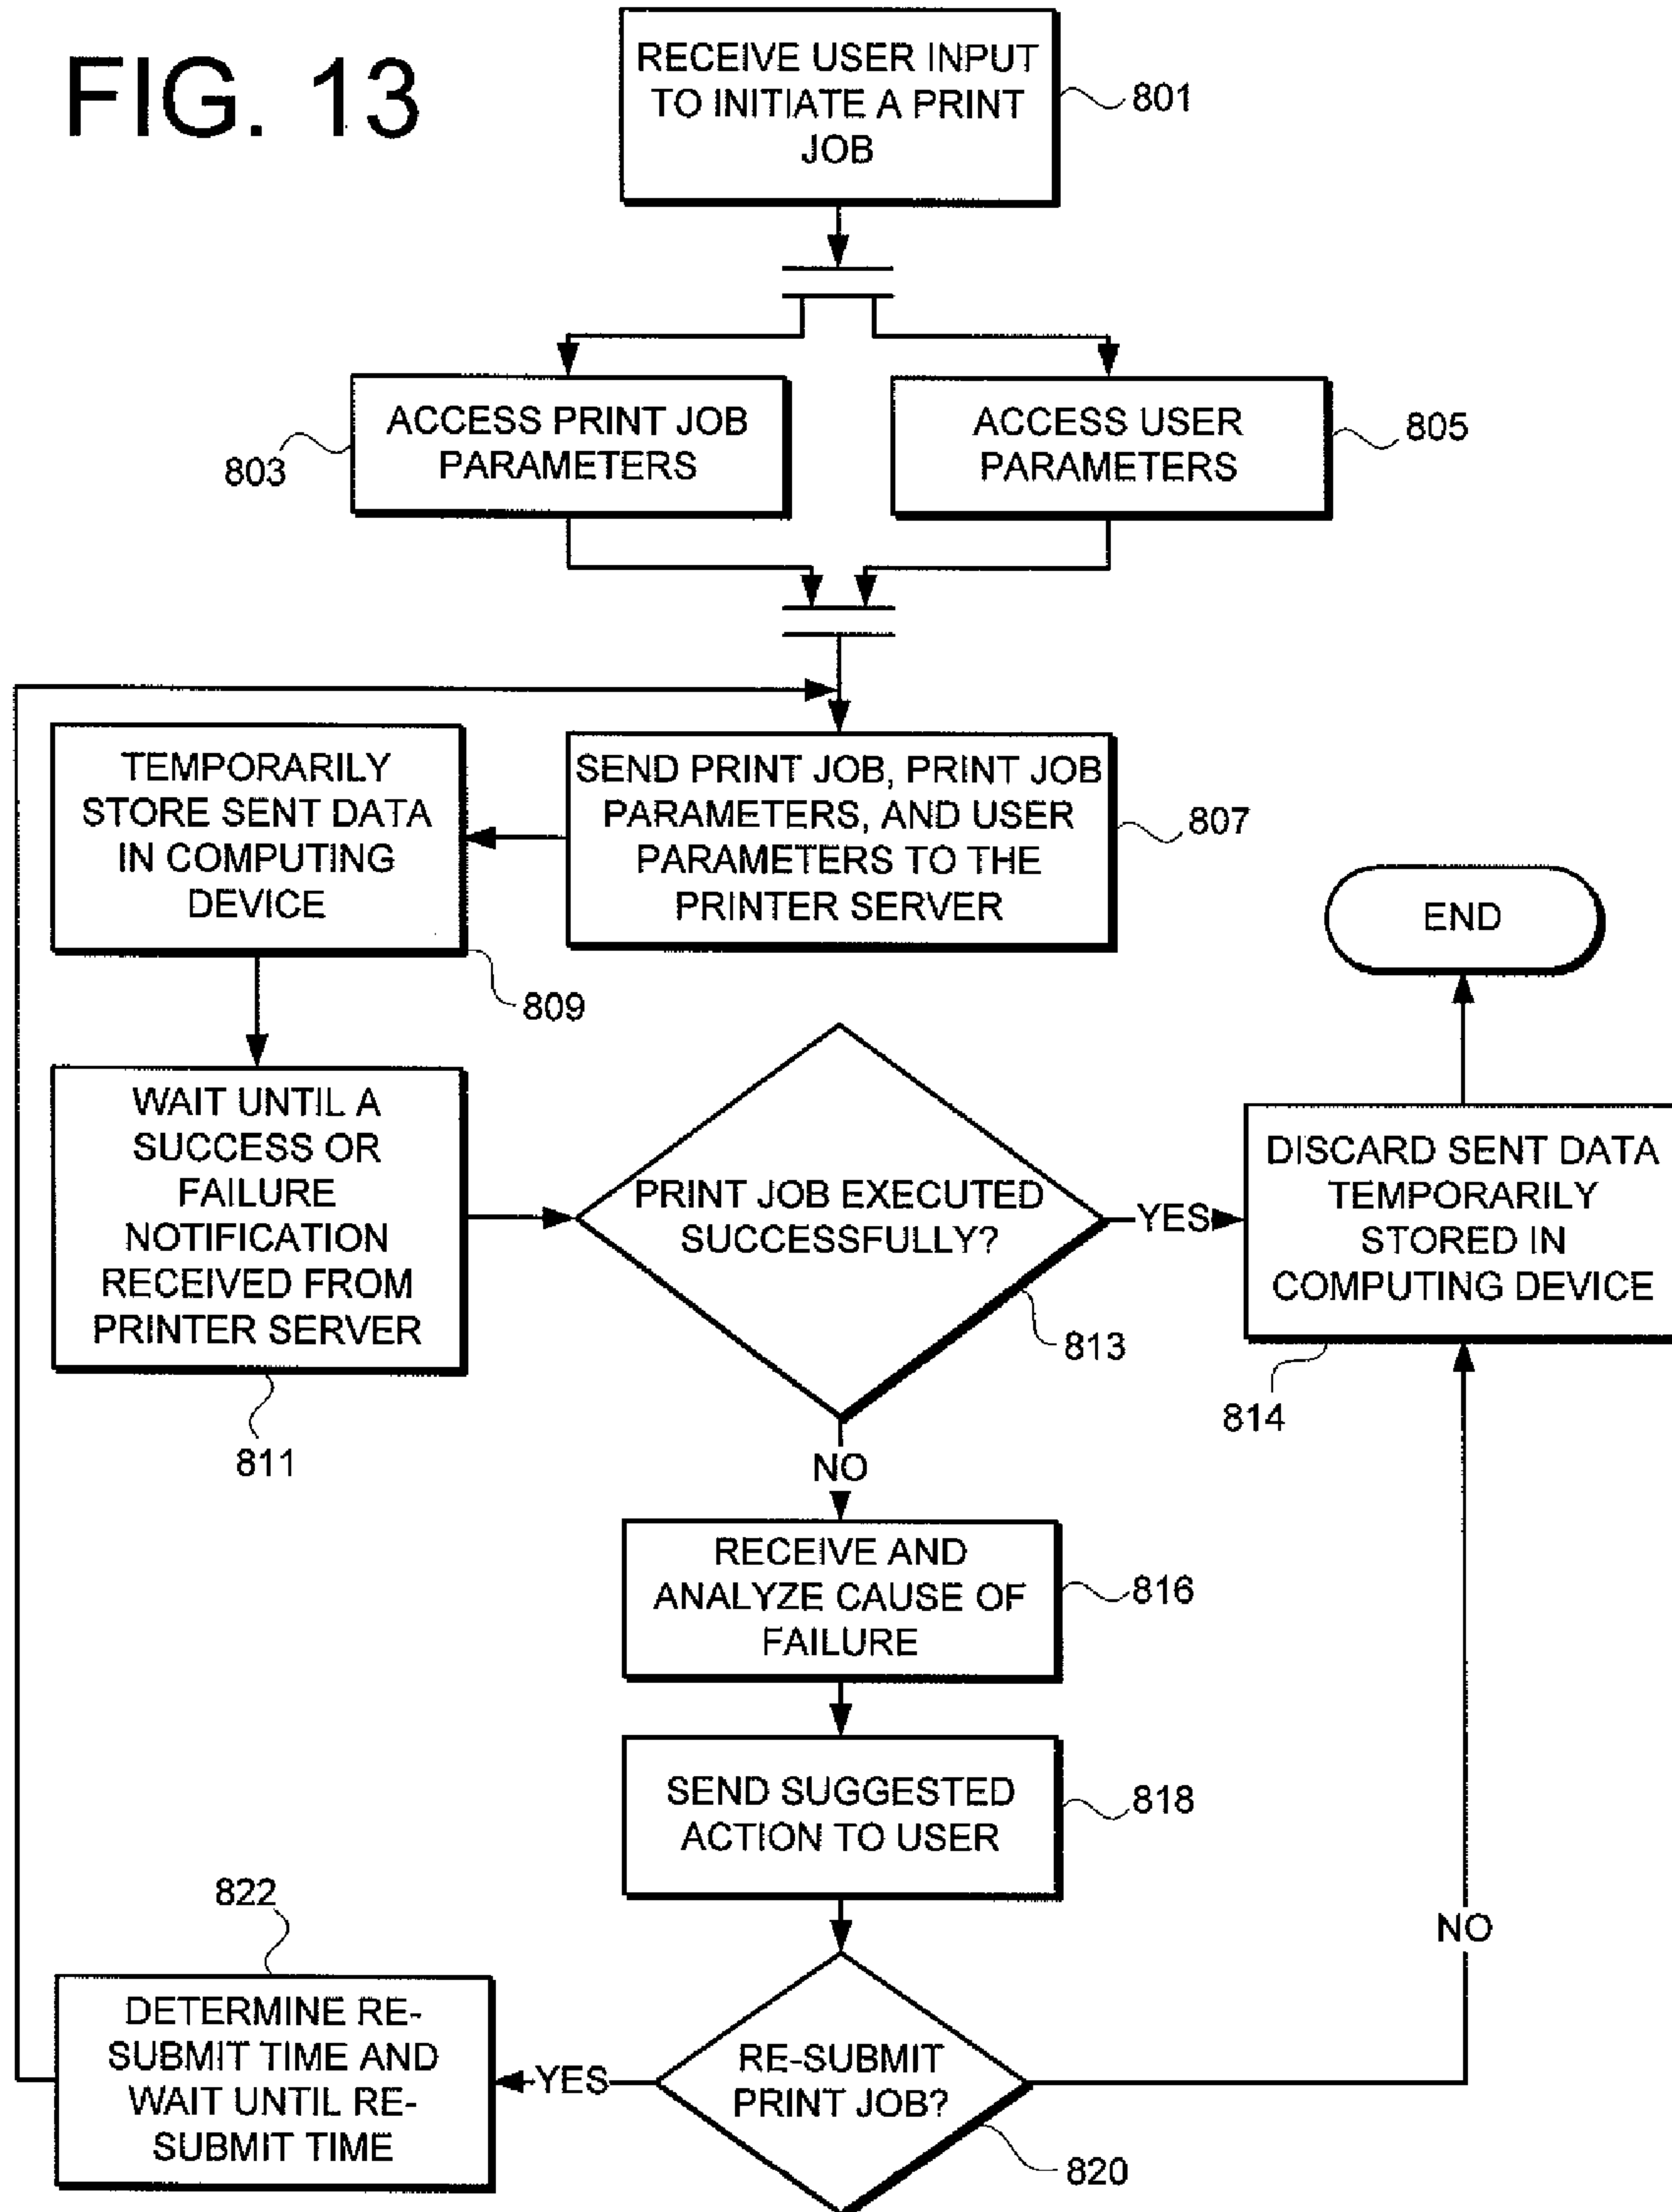 FIG. 13
RECEIVE USER INPUT
TO INITIATE A PRINT
JOB
801
ACCESS PRINT JOB
PARAMETERS
803
ACCESS USER
PARAMETERS
805
TEMPORARILY
STORE SENT DATA
IN COMPUTING
DEVICE
809
SEND PRINT JOB, PRINT JOB
PARAMETERS, AND USER
PARAMETERS TO THE
PRINTER SERVER
807
END
WAIT UNTIL A
SUCCESS OR
FAILURE
NOTIFICATION
RECEIVED FROM
PRINTER SERVER
811
PRINT JOB EXECUTED
SUCCESSFULLY?
813
YES
DISCARD SENT DATA
TEMPORARILY
STORED IN
COMPUTING DEVICE
814
NO
RECEIVE AND
ANALYZE CAUSE OF
FAILURE
816
SEND SUGGESTED
ACTION TO USER
818
822
DETERMINE RE-
SUBMIT TIME AND
WAIT UNTIL RE-
SUBMIT TIME
YES
RE-SUBMIT
PRINT JOB?
820
NO